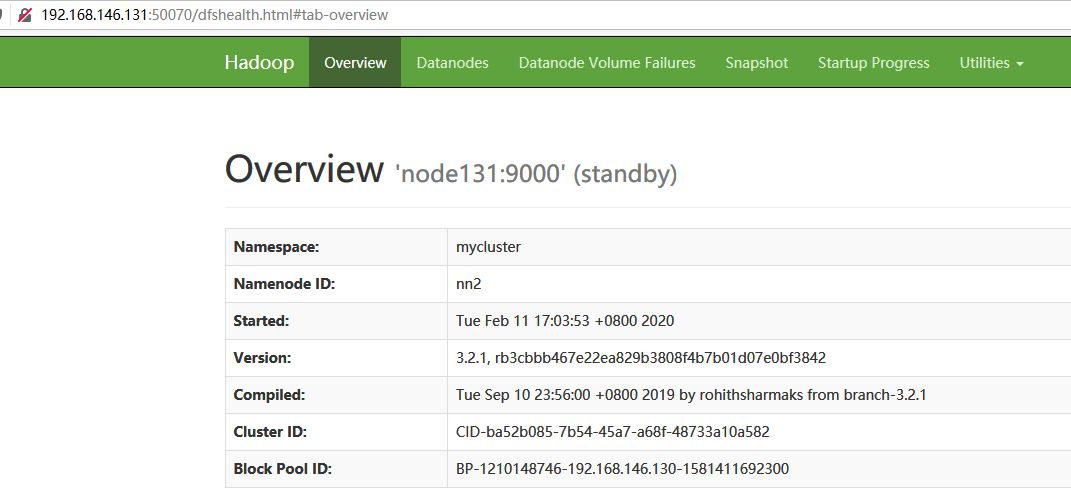 192.168.146.131:50070/dfshealth.html#tab-overview
Hadoop Overview Datanodes Datanode Volume Failures Snapshot Startup Progress Utilities
Overview 'node131:9000' (standby)
Namespace: mycluster
Namenode ID: nn2
Started: Tue Feb 11 17:03:53 +0800 2020
Version: 3.2.1, rb3cbbb467e22ea829b3808f4b7b01d07e0bf3842
Compiled: Tue Sep 10 23:56:00 +0800 2019 by rohithsharmaks from branch-3.2.1
Cluster ID: CID-ba52b085-7b54-45a7-a68f-48733a10a582
Block Pool ID: BP-1210148746-192.168.146.130-1581411692300